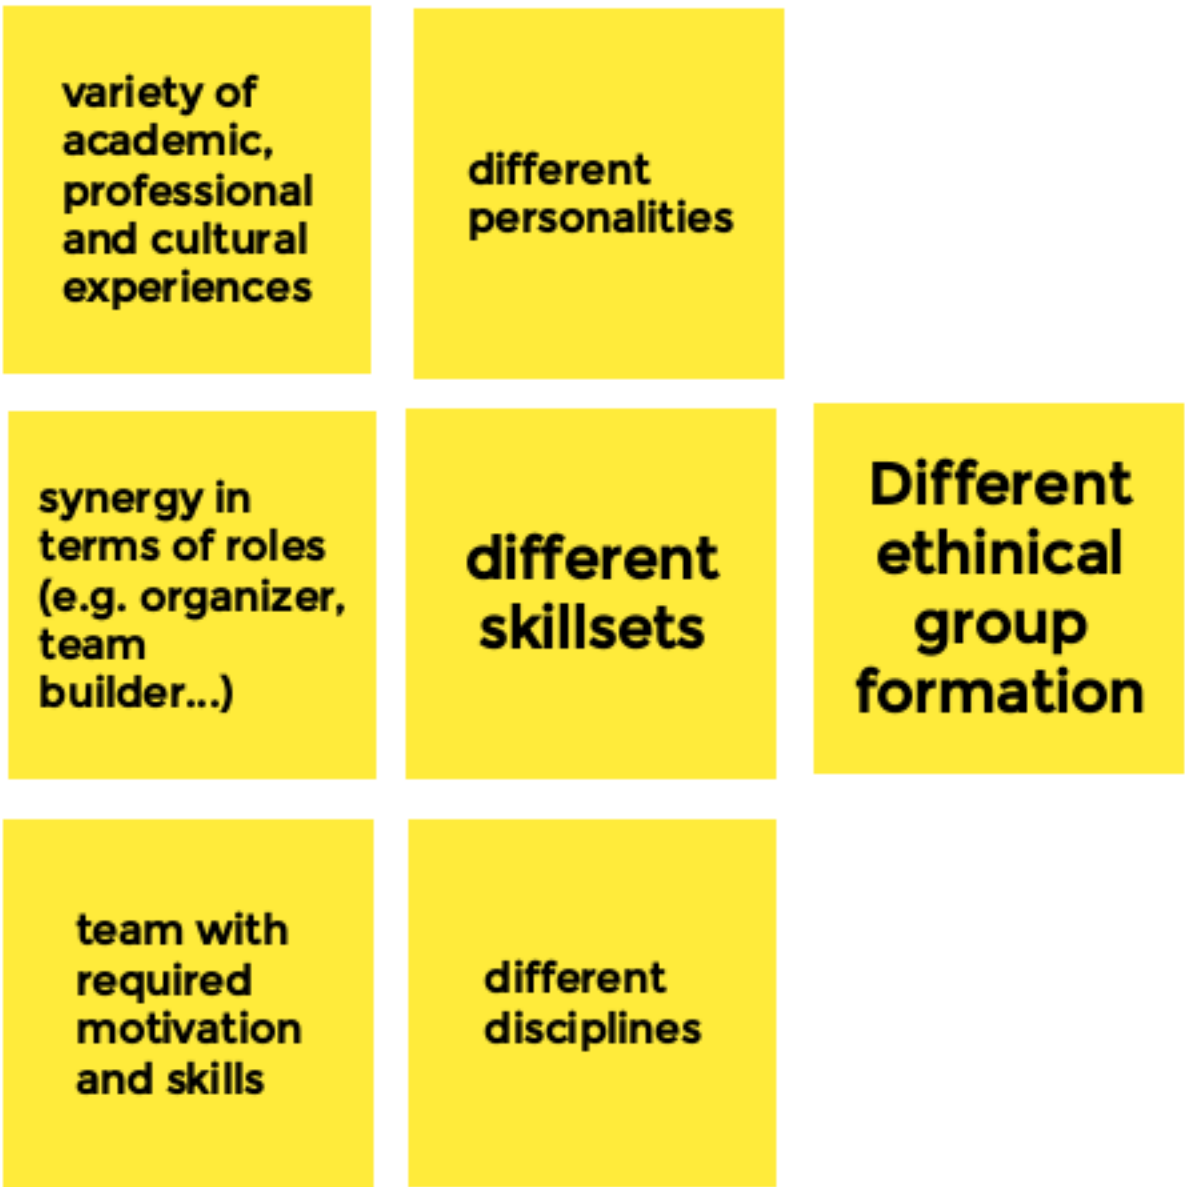 variety of
academic,
professional
and cultural
experiences
different
personalities
synergy in
terms of roles
(e.g. organizer,
team
builder...)
different
skillsets
Different
ethinical
group
formation
team with
required
motivation
and skills
different
disciplines